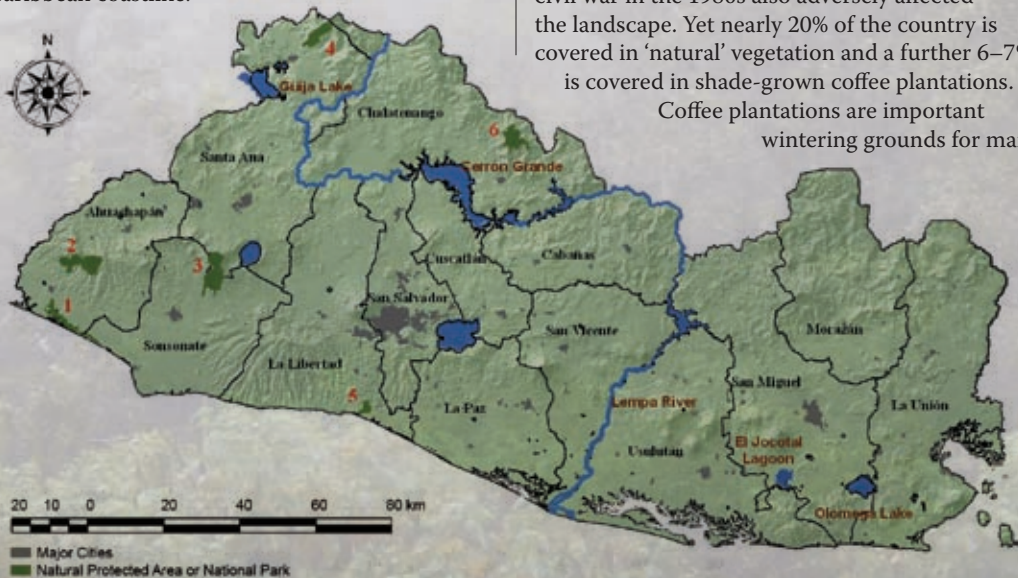 civil war in the 1980s also adversely affected
the landscape. Yet nearly 20% of the country is
covered in ‘natural’ vegetation and a further 6–7%
is covered in shade-grown coffee plantations.
Coffee plantations are important
wintering grounds for
N
4
Güija Lake
Chalatenango
6
Cerron Grande
Santa Ana
Ahuachapán
2
3
Cuscatlán
Cabañas
1
San Salvador
San Vicente
Morazán
Sonsonate
La Libertad
San Miguel
5
La Paz
Lempa River
La Unión
Usulután
El Jocotal
Lagoon
Olomega Lake
20 10 0 20 40 60 80 km
Major Cities
Natural Protected Area or National Park